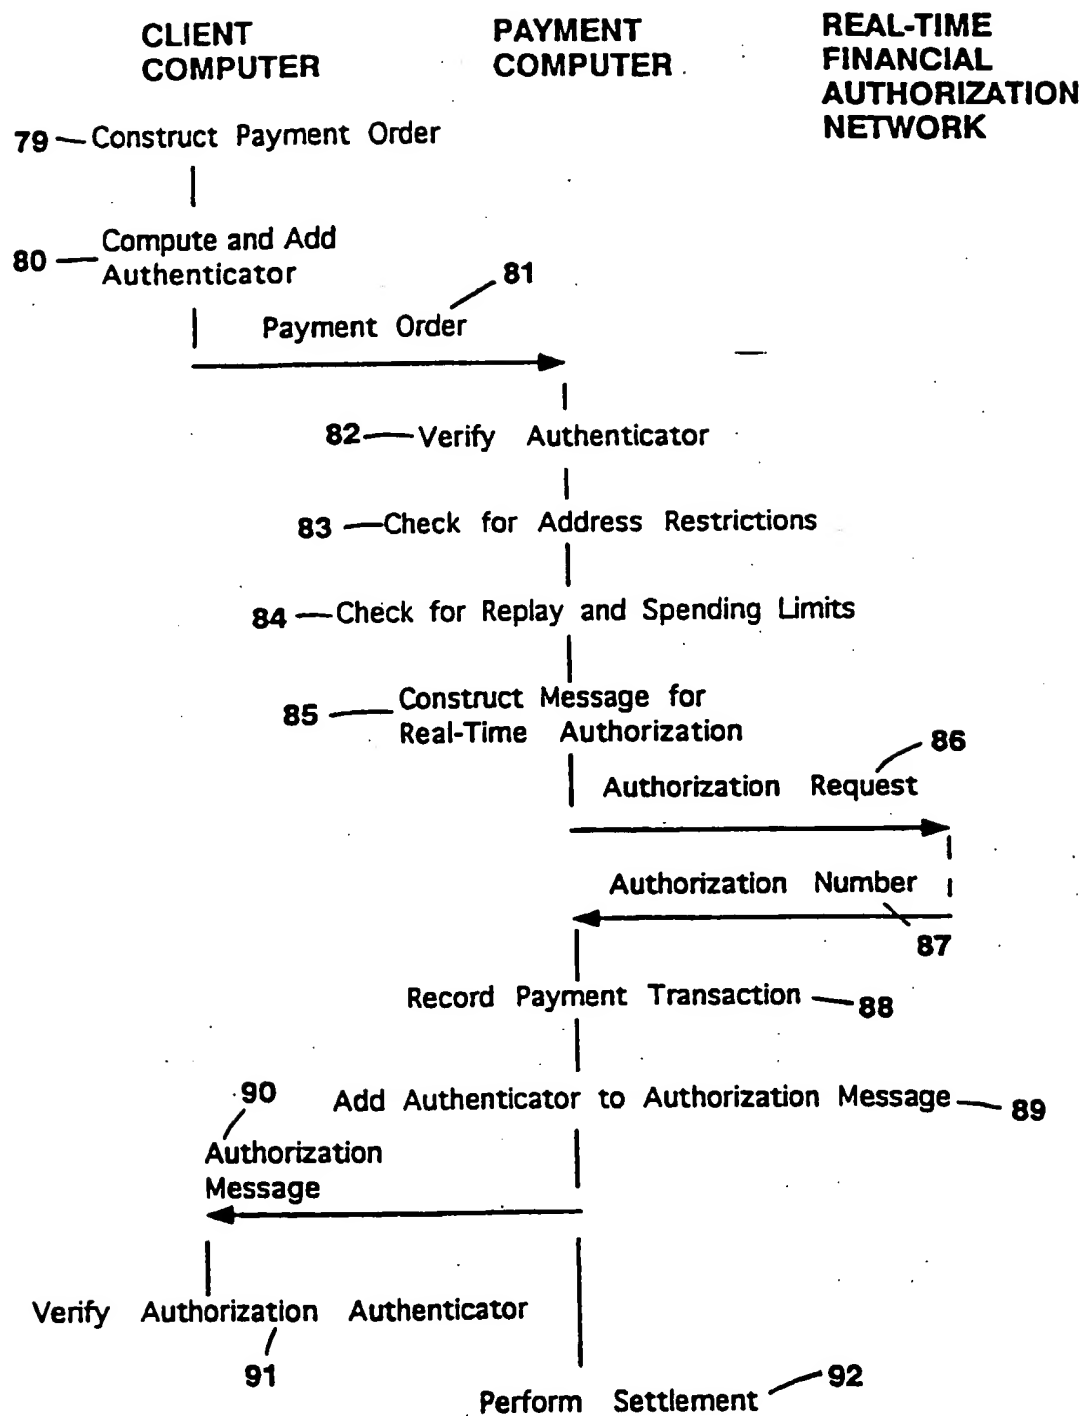 CLIENT
COMPUTER
PAYMENT
COMPUTER
REAL-TIME
FINANCIAL
AUTHORIZATION
NETWORK
79 Construct Payment Order
80 Compute and Add
Authenticator
81
Payment Order
82 Verify Authenticator
83 Check for Address Restrictions
84 Check for Replay and Spending Limits
85 Construct Message for
Real-Time Authorization
86
Authorization Request
Authorization Number
87
Record Payment Transaction 88
90
Add Authenticator to Authorization Message 89
Authorization
Message
Verify Authorization Authenticator
91
92
Perform Settlement